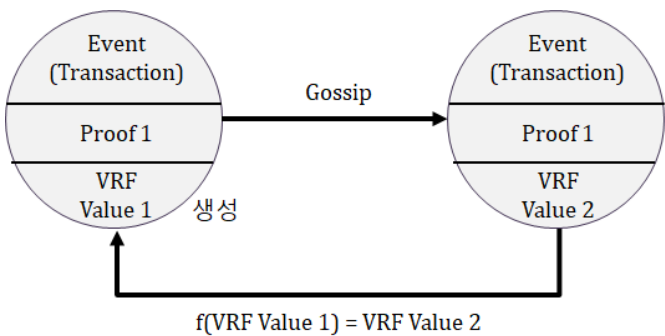 Event
(Transaction)
Proof 1
VRF
Value 1
생성
Gossip
Event
(Transaction)
Proof 1
VRF
Value 2
f(VRF Value 1) = VRF Value 2